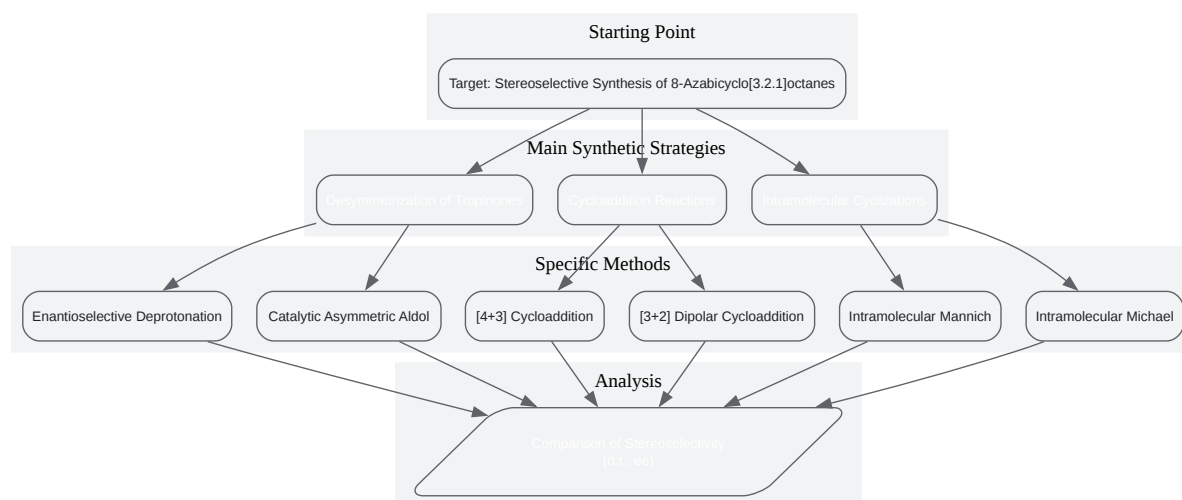 Starting Point
Target: Stereoselective Synthesis of 8-Azabicyclo[3.2.1]octanes
Main Synthetic Strategies
Desymmetrization of Tropinones
Cycloaddition Reactions
Intramolecular Cyclizations
Specific Methods
Enantioselective Deprotonation
Catalytic Asymmetric Aldol
[4+3] Cycloaddition
[3+2] Dipolar Cycloaddition
Intramolecular Mannich
Intramolecular Michael
Analysis
Comparison of Stereoselectivity
(d.r., ee)